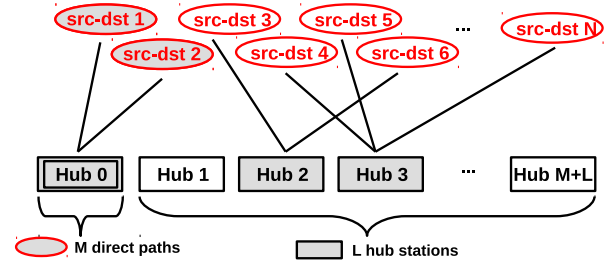 src-dst 1
src-dst 3
src-dst 5
...
src-dst N
src-dst 2
src-dst 4
src-dst 6
Hub 0
Hub 1
Hub 2
Hub 3
...
Hub M+L
M direct paths
L hub stations